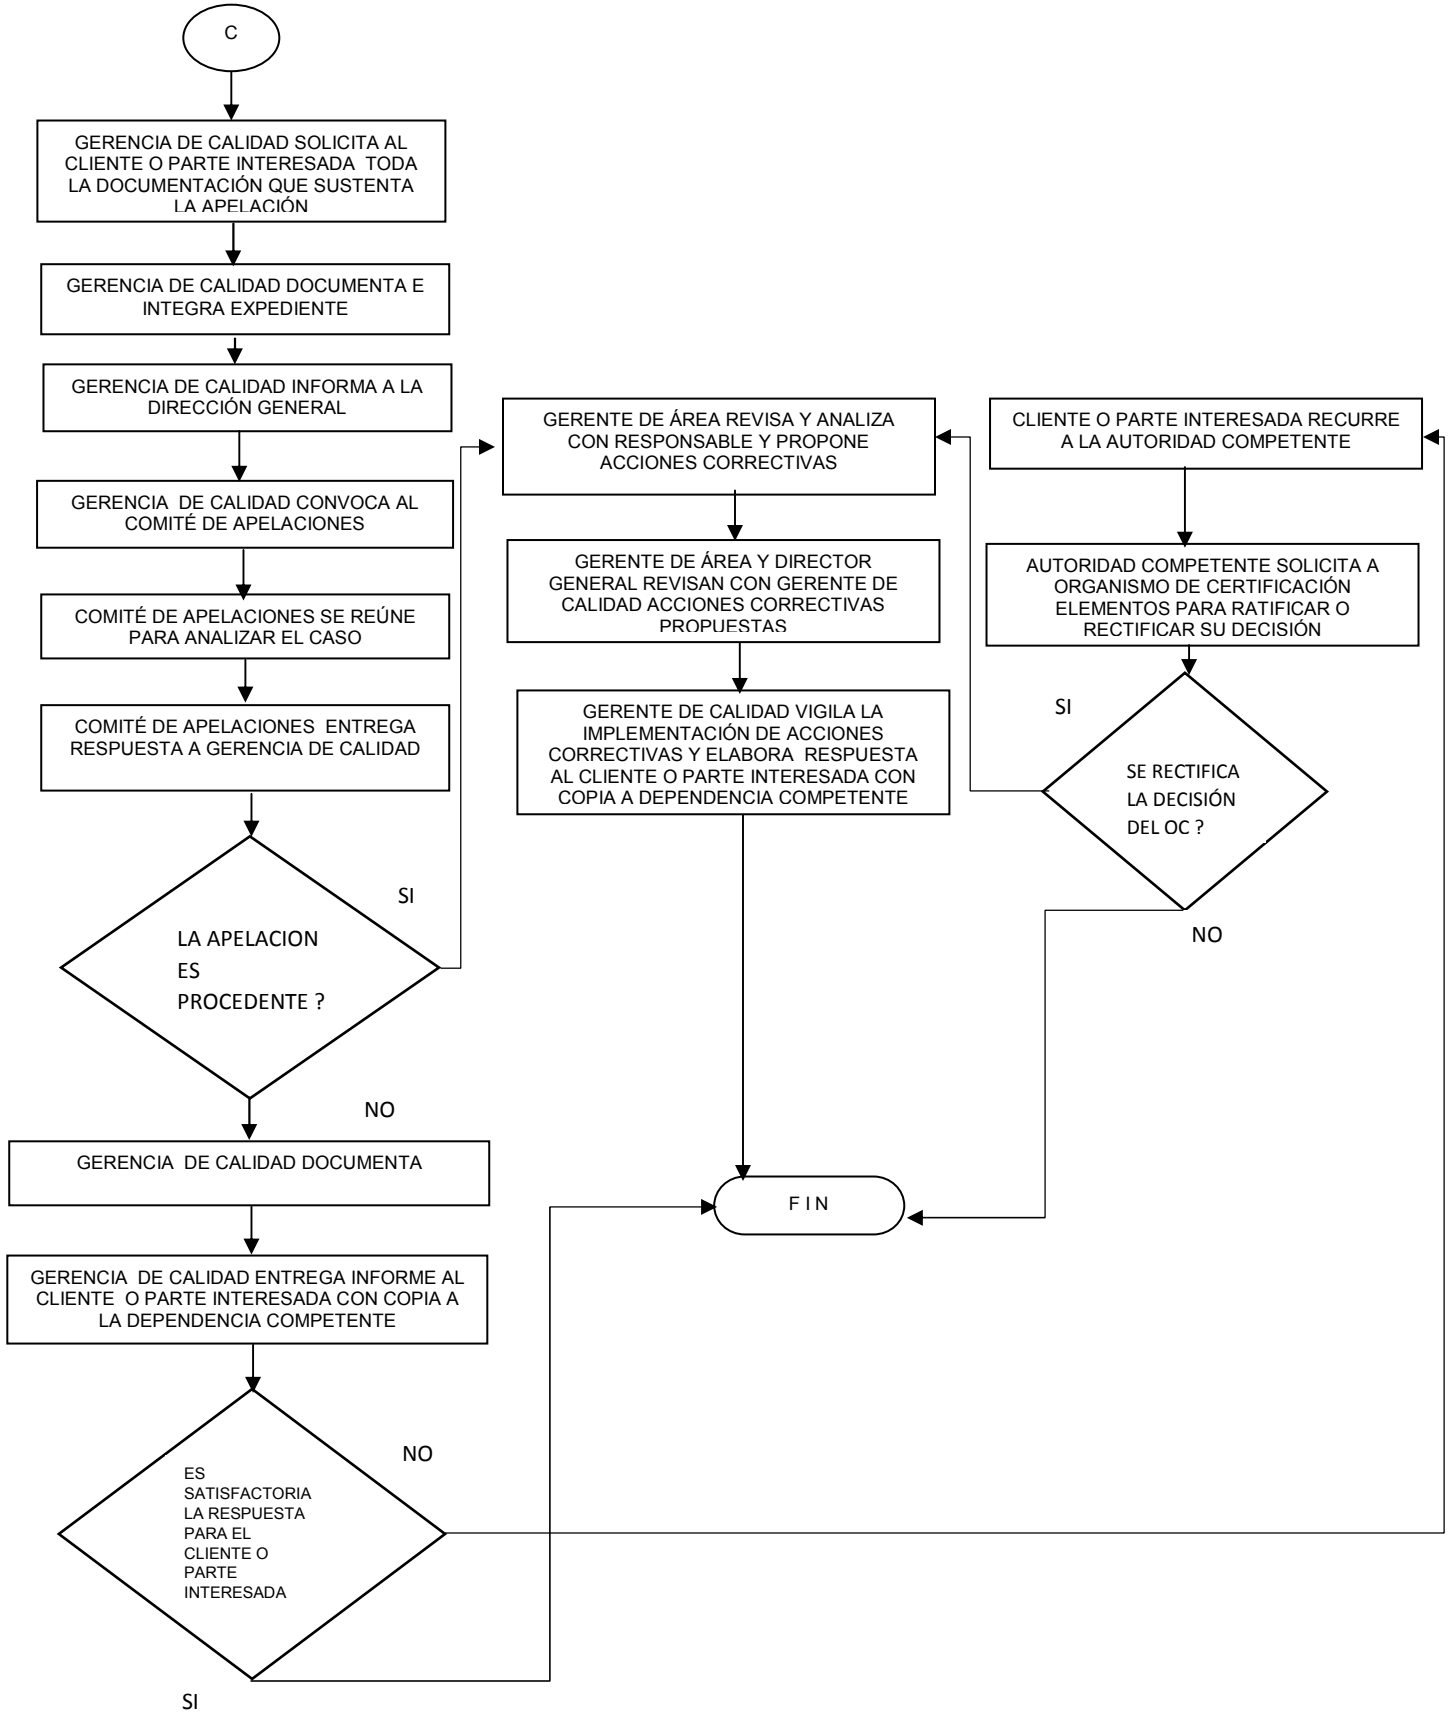 C
GERENCIA DE CALIDAD SOLICITA AL
CLIENTE O PARTE INTERESADA TODA
LA DOCUMENTACIÓN QUE SUSTENTA
LA APELACIÓN
GERENCIA DE CALIDAD DOCUMENTA E
INTEGRA EXPEDIENTE
GERENCIA DE CALIDAD INFORMA A LA
DIRECCIÓN GENERAL
GERENCIA DE CALIDAD CONVOCA AL
COMITÉ DE APELACIONES
COMITÉ DE APELACIONES SE REÚNE
PARA ANALIZAR EL CASO
COMITÉ DE APELACIONES ENTREGA
RESPUESTA A GERENCIA DE CALIDAD
SI
LA APELACION
ES
PROCEDENTE ?
NO
GERENCIA DE CALIDAD DOCUMENTA
GERENCIA DE CALIDAD ENTREGA INFORME AL
CLIENTE O PARTE INTERESADA CON COPIA A
LA DEPENDENCIA COMPETENTE
NO
ES
SATISFACTORIA
LA RESPUESTA
PARA EL
CLIENTE O
PARTE
INTERESADA
SI
GERENTE DE ÁREA REVISA Y ANALIZA
CON RESPONSABLE Y PROPONE
ACCIONES CORRECTIVAS
GERENTE DE ÁREA Y DIRECTOR
GENERAL REVISAN CON GERENTE DE
CALIDAD ACCIONES CORRECTIVAS
PROPUESTAS
GERENTE DE CALIDAD VIGILA LA
IMPLEMENTACIÓN DE ACCIONES
CORRECTIVAS Y ELABORA RESPUESTA
AL CLIENTE O PARTE INTERESADA CON
COPIA A DEPENDENCIA COMPETENTE
F I N
CLIENTE O PARTE INTERESADA RECURRE
A LA AUTORIDAD COMPETENTE
AUTORIDAD COMPETENTE SOLICITA A
ORGANISMO DE CERTIFICACIÓN
ELEMENTOS PARA RATIFICAR O
RECTIFICAR SU DECISIÓN
SI
SE RECTIFICA
LA DECISIÓN
DEL OC ?
NO